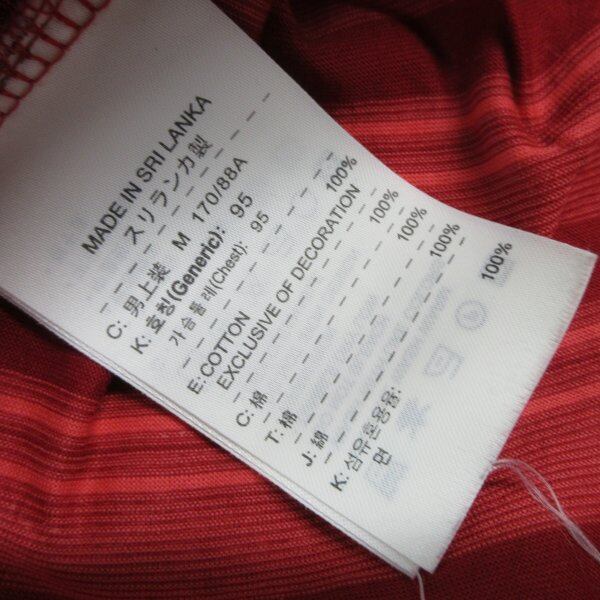 MADE IN SRI LANKA
スリランカ製
C: 男上装 M 170/88A
K: 호칭(Generic): 95
가슴둘레(Chest): 95
E: COTTON 100%
EXCLUSIVE OF DECORATION
C: 棉 100%
T: 棉 100%
J: 綿 100%
K: 섬유혼용율:
면 100%